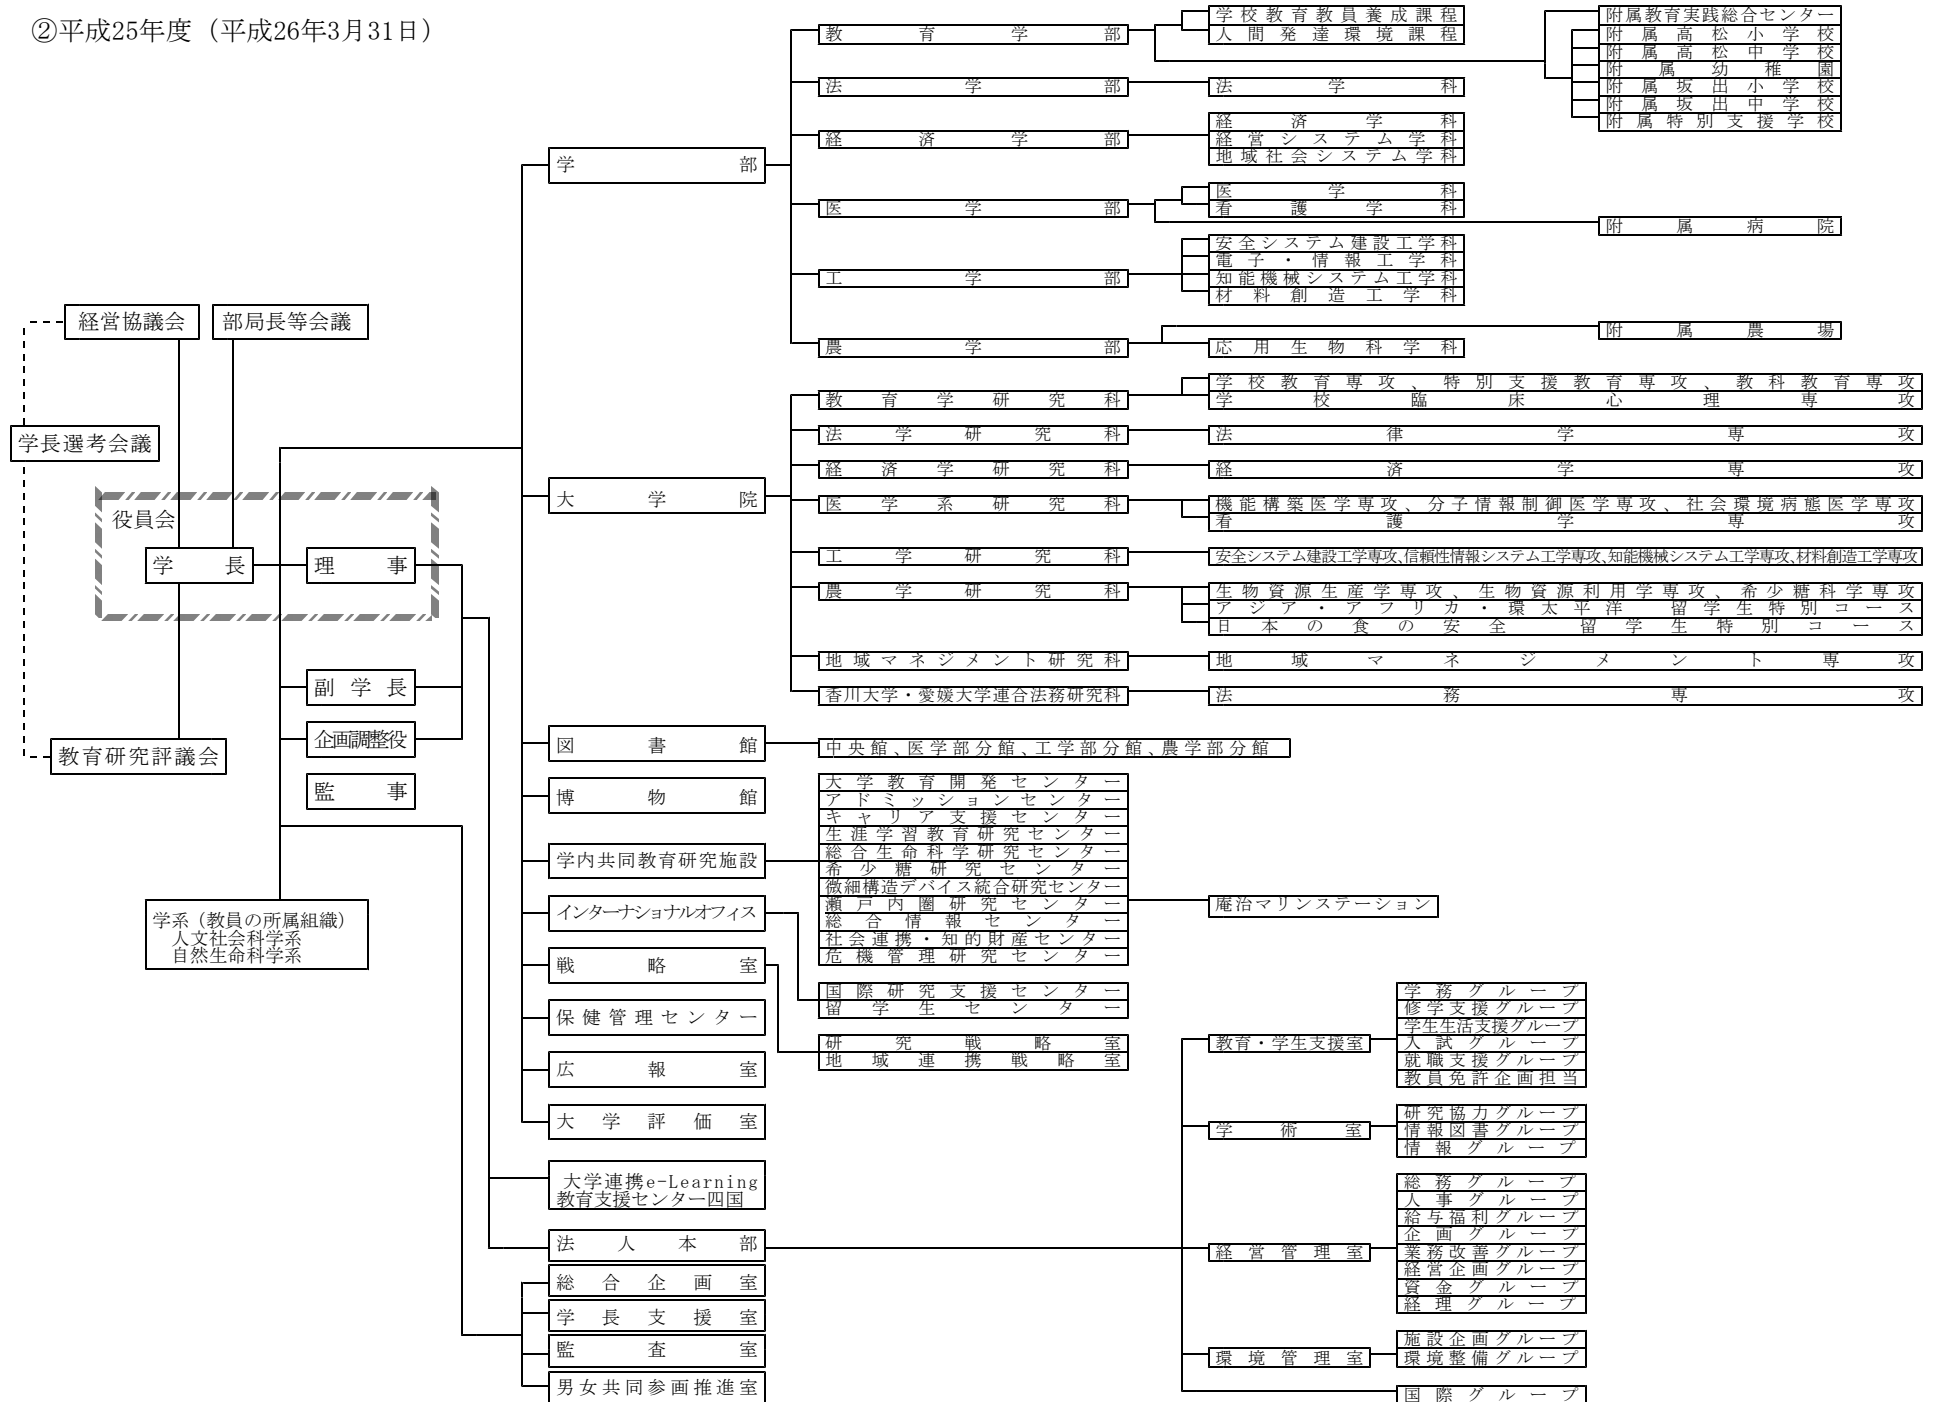 ②平成25年度（平成26年3月31日）
経営協議会
部局長等会議
学長選考会議
役員会
学長
理事
副学長
企画調整役
監事
教育研究評議会
学系（教員の所属組織）
人文社会科学系
自然生命科学系
学部
教育学部
学校教育教員養成課程
人間発達環境課程
附属教育実践総合センター
附属高松小学校
附属高松中学校
附属幼稚園
附属坂出小学校
附属坂出中学校
附属特別支援学校
法学部
法学科
経済学部
経済学科
経営システム学科
地域社会システム学科
医学部
医学科
看護学科
附属病院
工学部
安全システム建設工学科
電子・情報工学科
知能機械システム工学科
材料創造工学科
農学部
附属農場
応用生物科学科
大学院
教育学研究科
学校教育専攻、特別支援教育専攻、教科教育専攻
学校臨床心理専攻
法学研究科
法律学専攻
経済学研究科
経済学専攻
医学系研究科
機能構築医学専攻、分子情報制御医学専攻、社会環境病態医学専攻
看護学専攻
工学研究科
安全システム建設工学専攻、信頼性情報システム工学専攻、知能機械システム工学専攻、材料創造工学専攻
農学研究科
生物資源生産学専攻、生物資源利用学専攻、希少糖科学専攻
アジア・アフリカ・環太平洋　留学生特別コース
日本の食の安全　留学生特別コース
地域マネジメント研究科
地域マネジメント専攻
香川大学・愛媛大学連合法務研究科
法務専攻
図書館
中央館、医学部分館、工学部分館、農学部分館
博物館
学内共同教育研究施設
大学教育開発センター
アドミッションセンター
キャリア支援センター
生涯学習教育研究センター
総合生命科学研究センター
希少糖研究センター
微細構造デバイス統合研究センター
瀬戸内圏研究センター
総合情報センター
社会連携・知的財産センター
危機管理研究センター
庵治マリンステーション
インターナショナルオフィス
国際研究支援センター
留学生センター
戦略室
研究戦略室
地域連携戦略室
保健管理センター
広報室
大学評価室
大学連携e-Learning
教育支援センター四国
法人本部
教育・学生支援室
学務グループ
修学支援グループ
学生生活支援グループ
入試グループ
就職支援グループ
教員免許企画担当
学術室
研究協力グループ
情報図書グループ
情報グループ
経営管理室
総務グループ
人事グループ
給与福利グループ
企画グループ
業務改善グループ
経営企画グループ
資金グループ
経理グループ
環境管理室
施設企画グループ
環境整備グループ
国際グループ
総合企画室
学長支援室
監査室
男女共同参画推進室